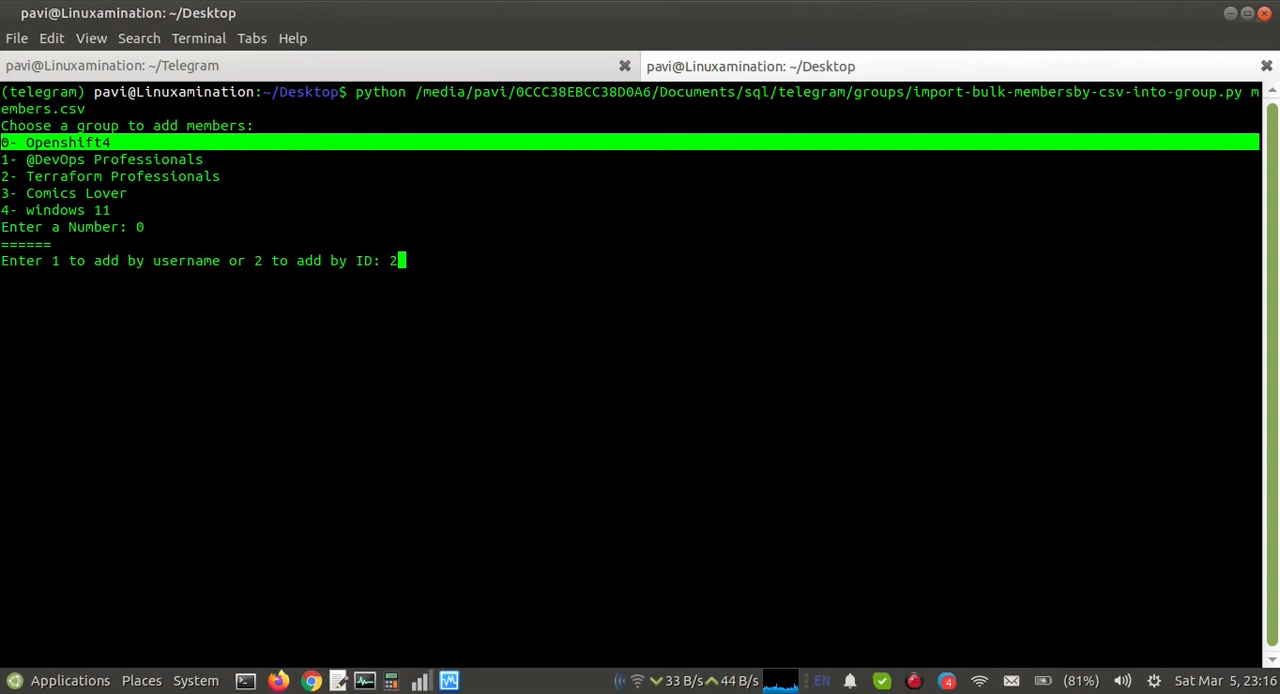 pavi@Linuxamination: ~/Desktop
File Edit View Search Terminal Tabs Help
pavi@Linuxamination: ~/Telegram
pavi@Linuxamination: ~/Desktop
(telegram) pavi@Linuxamination:~/Desktop$ python /media/pavi/0CCC38EBCC38D0A6/Documents/sql/telegram/groups/import-bulk-membersby-csv-into-group.py m
embers.csv
Choose a group to add members:
0- Openshift4
1- @DevOps Professionals
2- Terraform Professionals
3- Comics Lover
4- windows 11
Enter a Number: 0
======
Enter 1 to add by username or 2 to add by ID: 2
Applications Places System 33 B/s 44 B/s EN 4 (81%) Sat Mar 5, 23:16